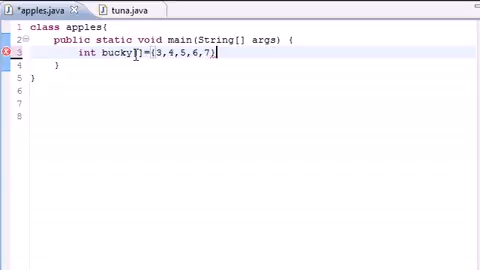 *apples.java
tuna.java
1 class apples{
2 public static void main(String[] args) {
3 int bucky[]={3,4,5,6,7}
4 }
5 }
6
7
8